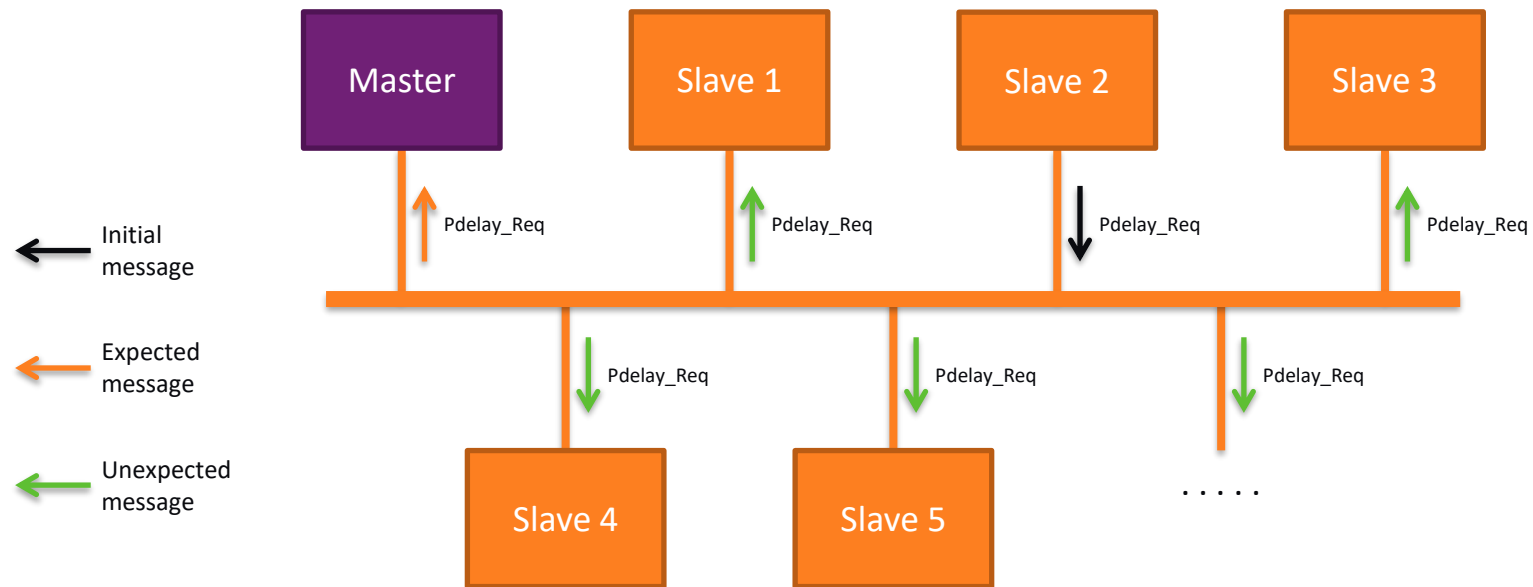 Master
Slave 1
Slave 2
Slave 3
Pdelay_Req
Pdelay_Req
Pdelay_Req
Pdelay_Req
Initial
message
Expected
message
Pdelay_Req
Pdelay_Req
Pdelay_Req
Unexpected
message
Slave 4
Slave 5
. . . . .